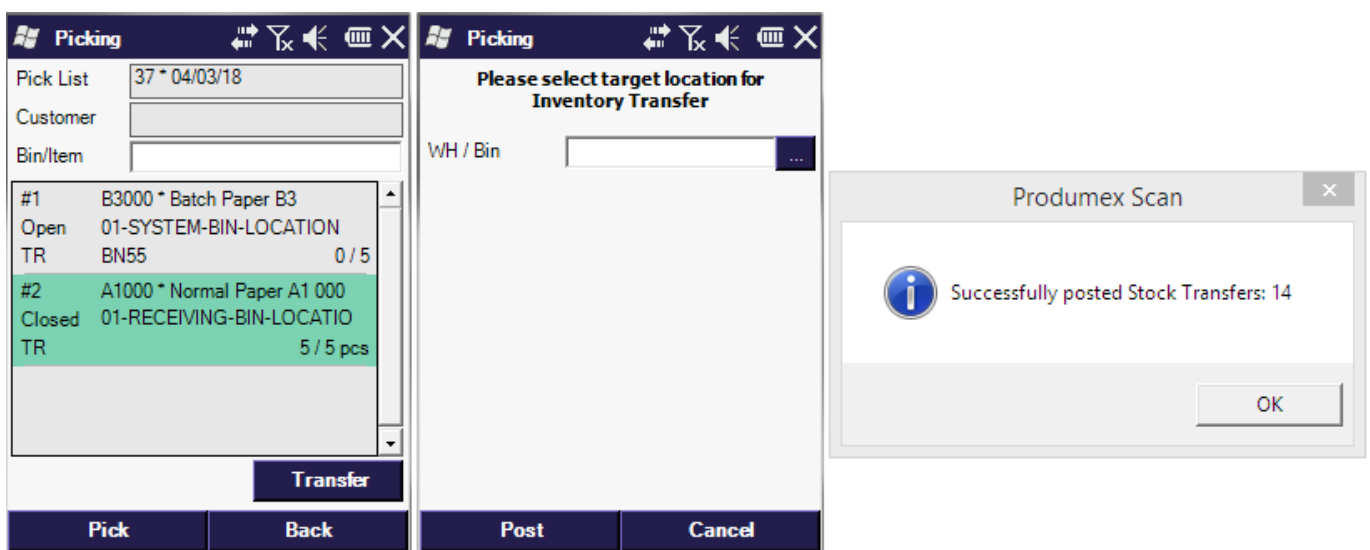 Picking
Pick List 37 * 04/03/18
Customer
Bin/Item
#1 B3000 * Batch Paper B3
Open 01-SYSTEM-BIN-LOCATION
TR BN55 0 / 5
#2 A1000 * Normal Paper A1 000
Closed 01-RECEIVING-BIN-LOCATIO
TR 5 / 5 pcs
Transfer
Pick Back
Picking
Please select target location for
Inventory Transfer
WH / Bin ...
Post Cancel
Produmex Scan
Successfully posted Stock Transfers: 14
OK